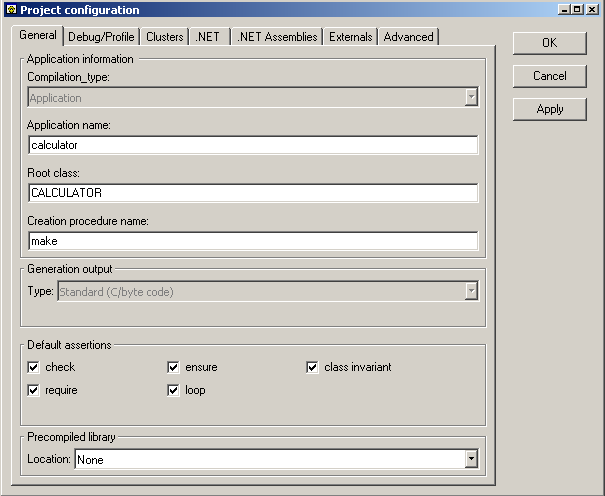 Project configuration
General Debug/Profile Clusters .NET .NET Assemblies Externals Advanced
OK
Cancel
Apply
Application information
Compilation_type:
Application
Application name:
calculator
Root class:
CALCULATOR
Creation procedure name:
make
Generation output
Type: Standard (C/byte code)
Default assertions
check ensure class invariant
require loop
Precompiled library
Location: None